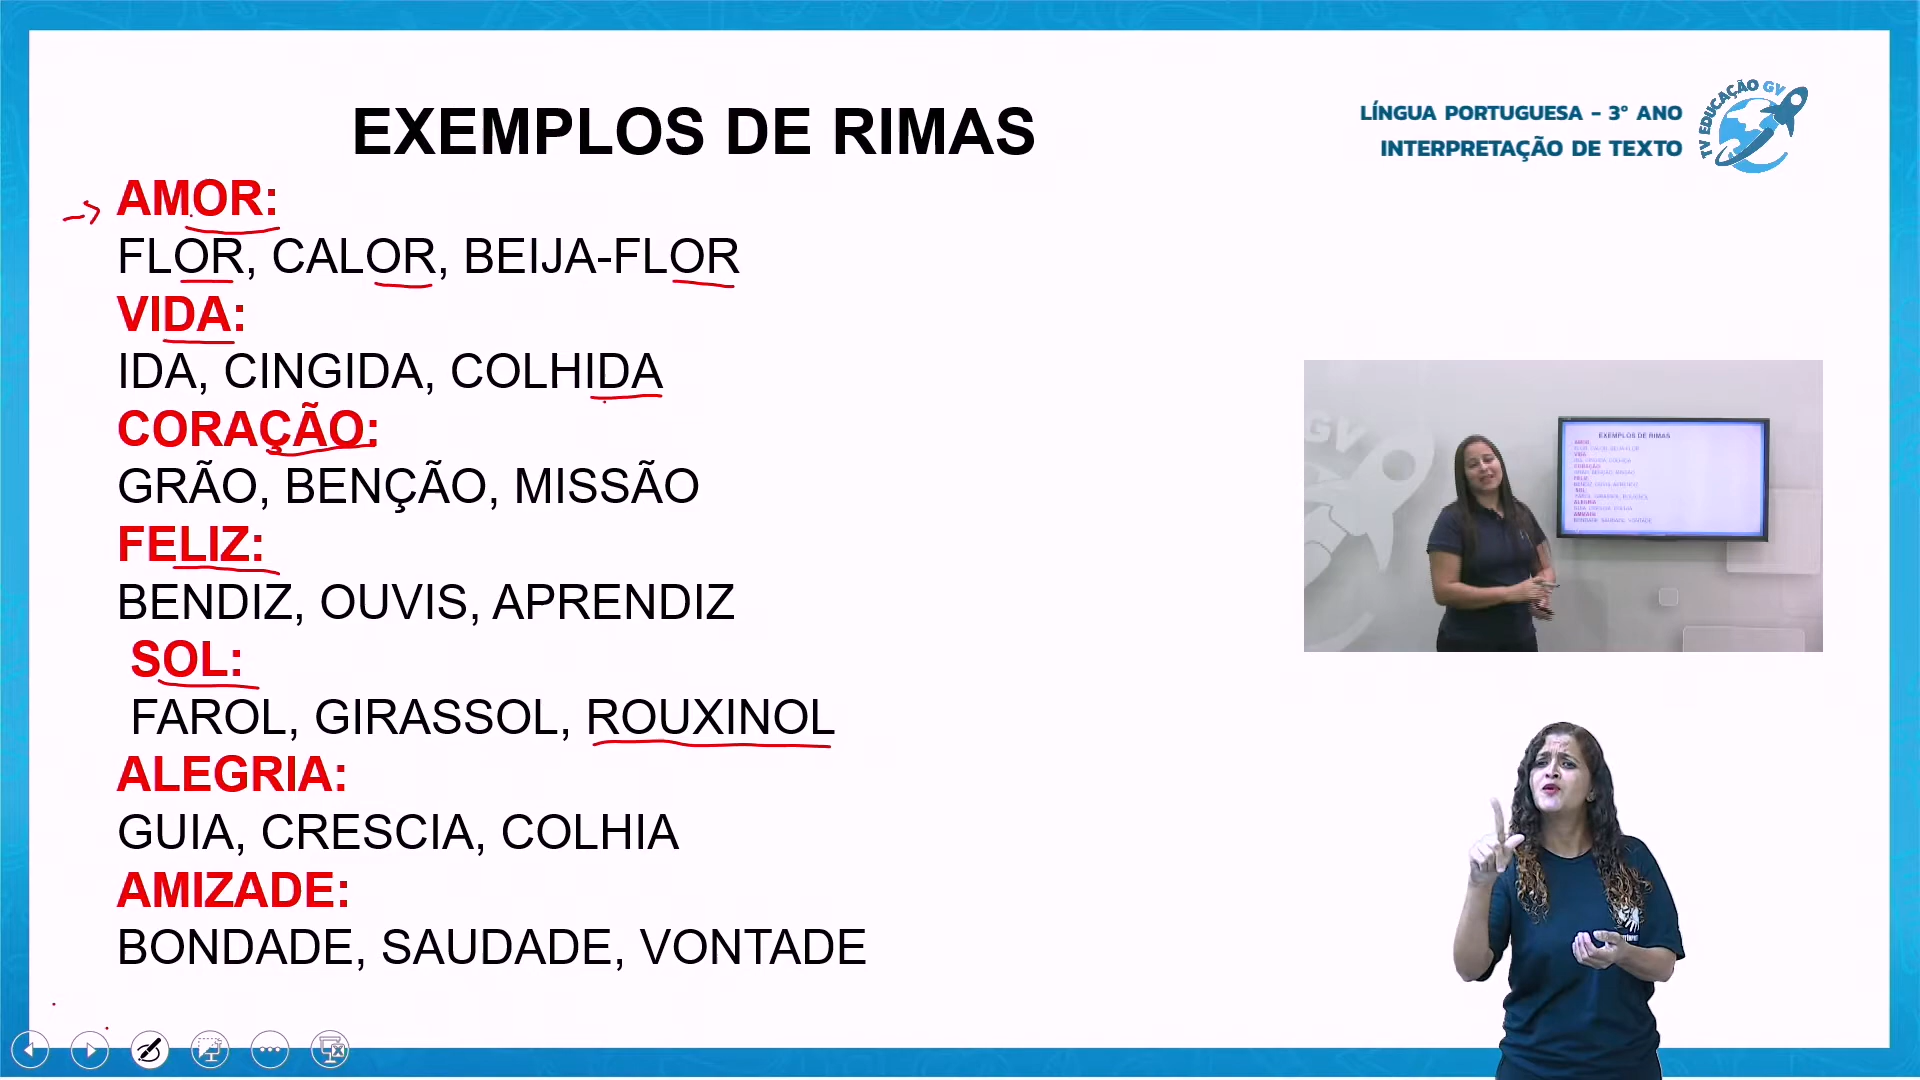 EXEMPLOS DE RIMAS
LÍNGUA PORTUGUESA - 3° ANO
INTERPRETAÇÃO DE TEXTO
TV EDUCAÇÃO GV
AMOR:
FLOR, CALOR, BEIJA-FLOR
VIDA:
IDA, CINGIDA, COLHIDA
CORAÇÃO:
GRÃO, BENÇÃO, MISSÃO
FELIZ:
BENDIZ, OUVIS, APRENDIZ
SOL:
FAROL, GIRASSOL, ROUXINOL
ALEGRIA:
GUIA, CRESCIA, COLHIA
AMIZADE:
BONDADE, SAUDADE, VONTADE
GV
EXEMPLOS DE RIMAS